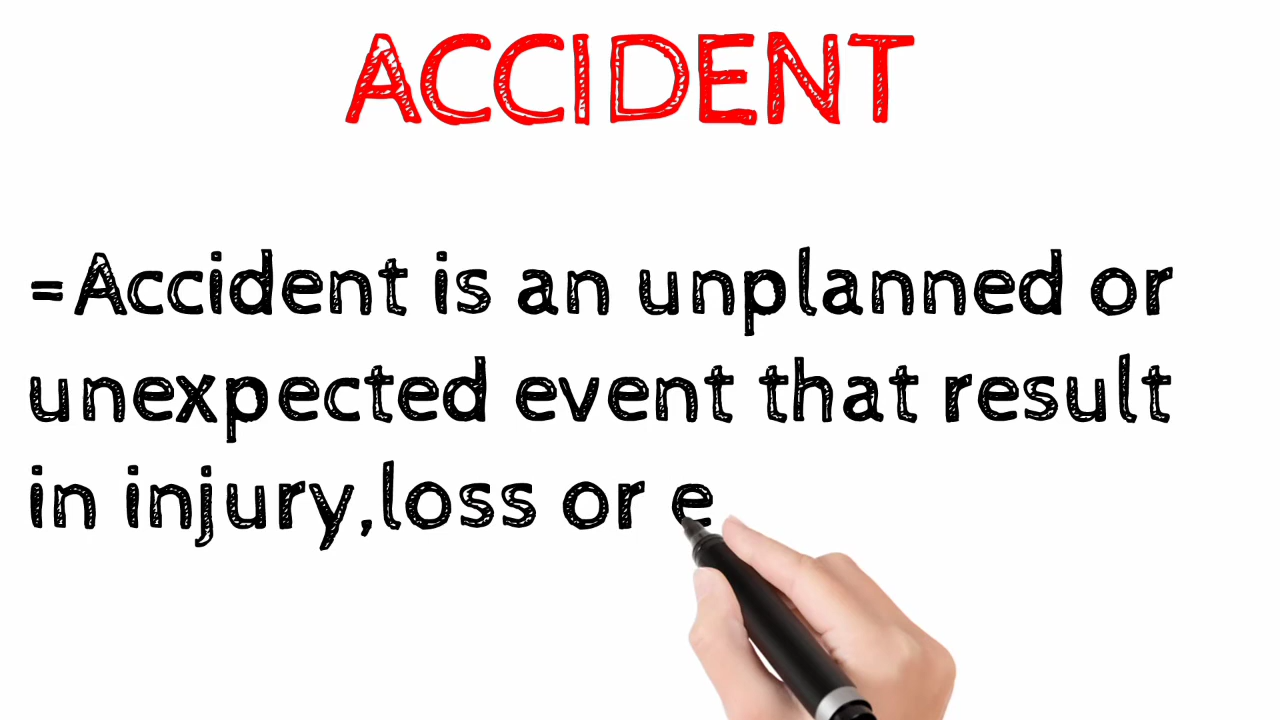 ACCIDENT
=Accident is an unplanned or
unexpected event that result
in injury,loss or e